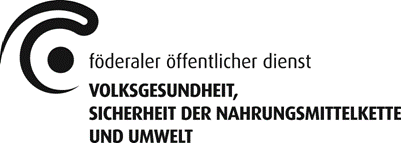 föderaler öffentlicher dienst
VOLKSGESUNDHEIT,
SICHERHEIT DER NAHRUNGSMITTELKETTE
UND UMWELT